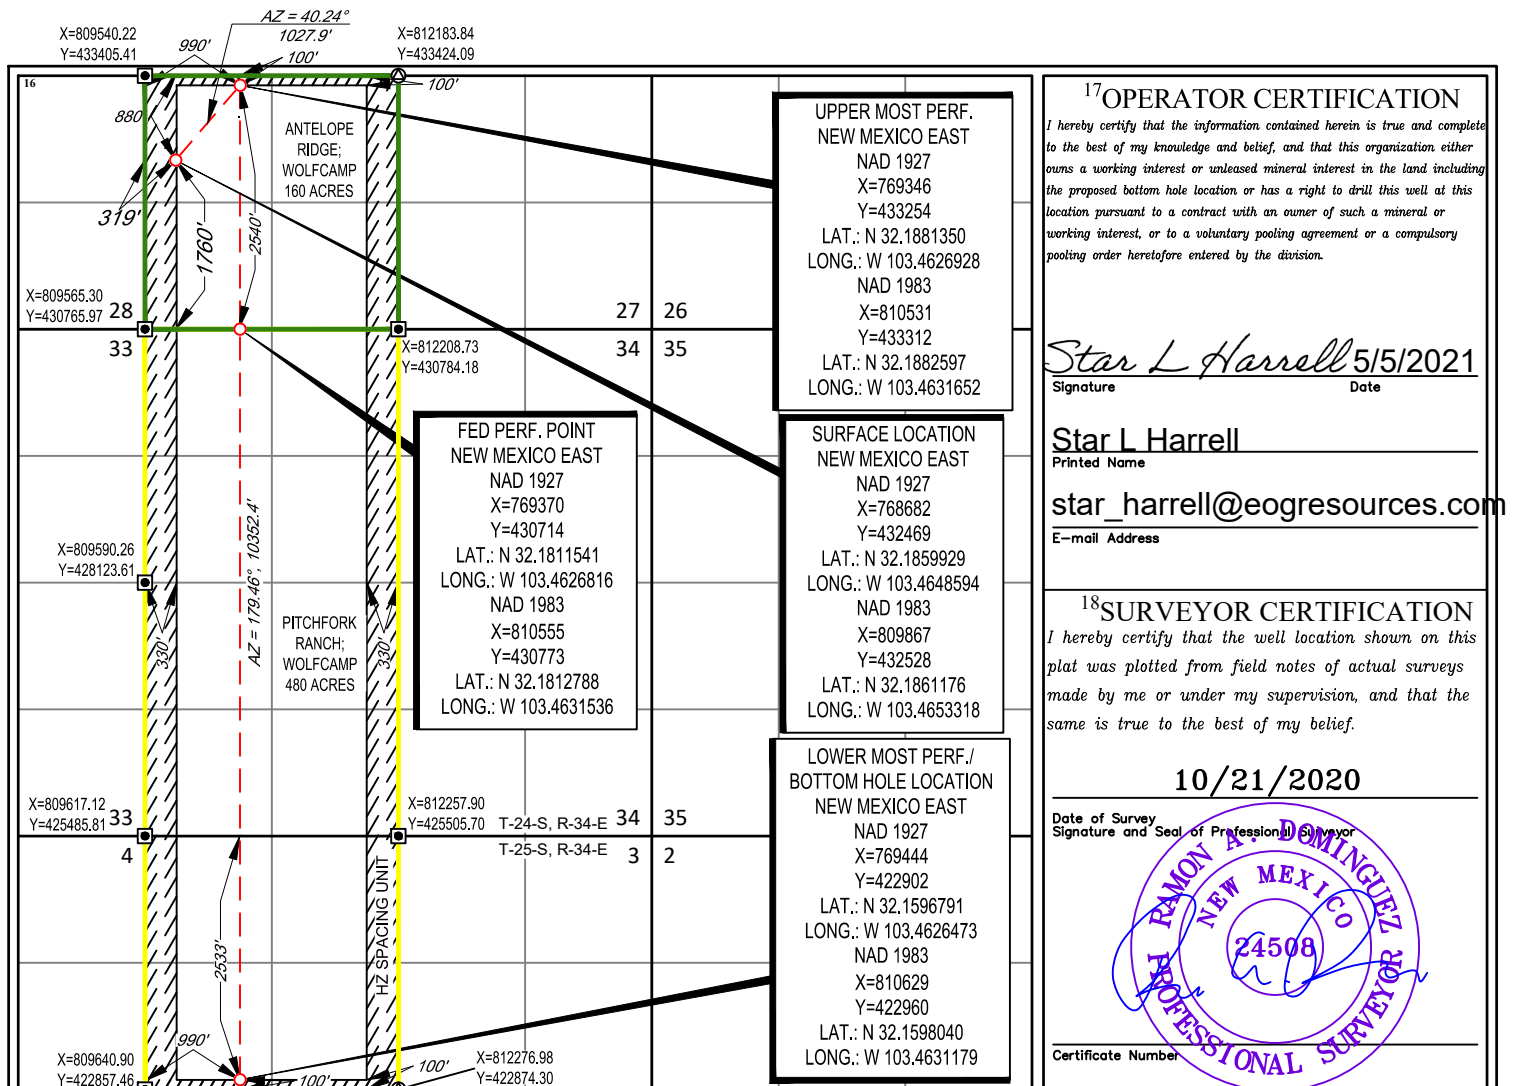 AZ = 40.24°
1027.9'
X=809540.22
Y=433405.41
990'
100'
X=812183.84
Y=433424.09
16
100'
880'
ANTELOPE
RIDGE;
WOLFCAMP
160 ACRES
319'
1760'
2540'
X=809565.30
Y=430765.97
28
33
27
26
34
35
X=812208.73
Y=430784.18
UPPER MOST PERF.
NEW MEXICO EAST
NAD 1927
X=769346
Y=433254
LAT.: N 32.1881350
LONG.: W 103.4626928
NAD 1983
X=810531
Y=433312
LAT.: N 32.1882597
LONG.: W 103.4631652
FED PERF. POINT
NEW MEXICO EAST
NAD 1927
X=769370
Y=430714
LAT.: N 32.1811541
LONG.: W 103.4626816
NAD 1983
X=810555
Y=430773
LAT.: N 32.1812788
LONG.: W 103.4631536
SURFACE LOCATION
NEW MEXICO EAST
NAD 1927
X=768682
Y=432469
LAT.: N 32.1859929
LONG.: W 103.4648594
NAD 1983
X=809867
Y=432528
LAT.: N 32.1861176
LONG.: W 103.4653318
AZ = 179.46°, 10352.4'
X=809590.26
Y=428123.61
330'
PITCHFORK
RANCH;
WOLFCAMP
480 ACRES
330'
X=809617.12
Y=425485.81
33
4
X=812257.90
Y=425505.70
T-24-S, R-34-E
T-25-S, R-34-E
34
35
3
2
LOWER MOST PERF./
BOTTOM HOLE LOCATION
NEW MEXICO EAST
NAD 1927
X=769444
Y=422902
LAT.: N 32.1596791
LONG.: W 103.4626473
NAD 1983
X=810629
Y=422960
LAT.: N 32.1598040
LONG.: W 103.4631179
HZ SPACING UNIT
2533'
990'
X=809640.90
Y=422857.46
100'
100'
X=812276.98
Y=422874.30
17OPERATOR CERTIFICATION
I hereby certify that the information contained herein is true and complete
to the best of my knowledge and belief, and that this organization either
owns a working interest or unleased mineral interest in the land including
the proposed bottom hole location or has a right to drill this well at this
location pursuant to a contract with an owner of such a mineral or
working interest, or to a voluntary pooling agreement or a compulsory
pooling order heretofore entered by the division.
Star L Harrell 5/5/2021
Signature Date
Star L Harrell
Printed Name
star_harrell@eogresources.com
E-mail Address
18SURVEYOR CERTIFICATION
I hereby certify that the well location shown on this
plat was plotted from field notes of actual surveys
made by me or under my supervision, and that the
same is true to the best of my belief.
10/21/2020
Date of Survey
Signature and Seal of Professional Surveyor
RAMON A. DOMINGUEZ
NEW MEXICO
24508
PROFESSIONAL SURVEYOR
Certificate Number